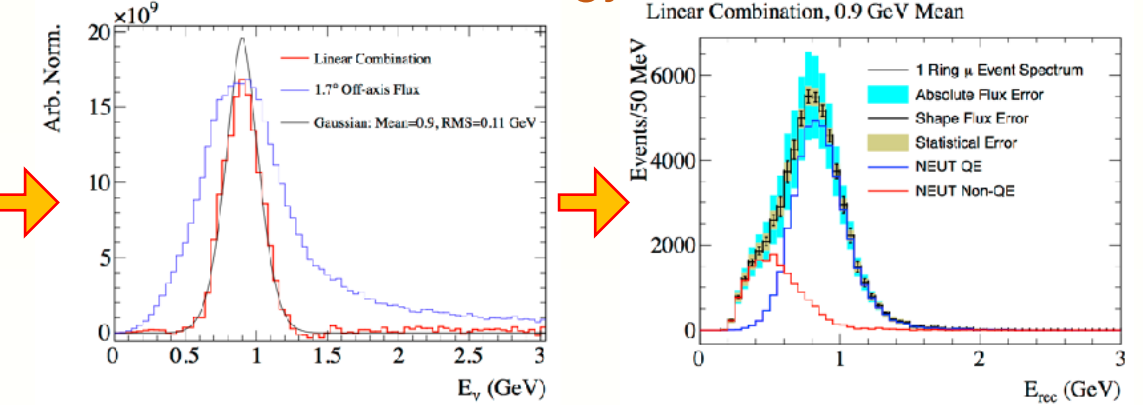 ×10⁹
Arb. Norm.
20
15
10
5
0
Linear Combination
1.7° Off-axis Flux
Gaussian: Mean=0.9, RMS=0.11 GeV
0 0.5 1 1.5 2 2.5 3
Eᵥ (GeV)
Linear Combination, 0.9 GeV Mean
Events/50 MeV
6000
4000
2000
0
1 Ring μ Event Spectrum
Absolute Flux Error
Shape Flux Error
Statistical Error
NEUT QE
NEUT Non-QE
0 1 2 3
E_rec (GeV)